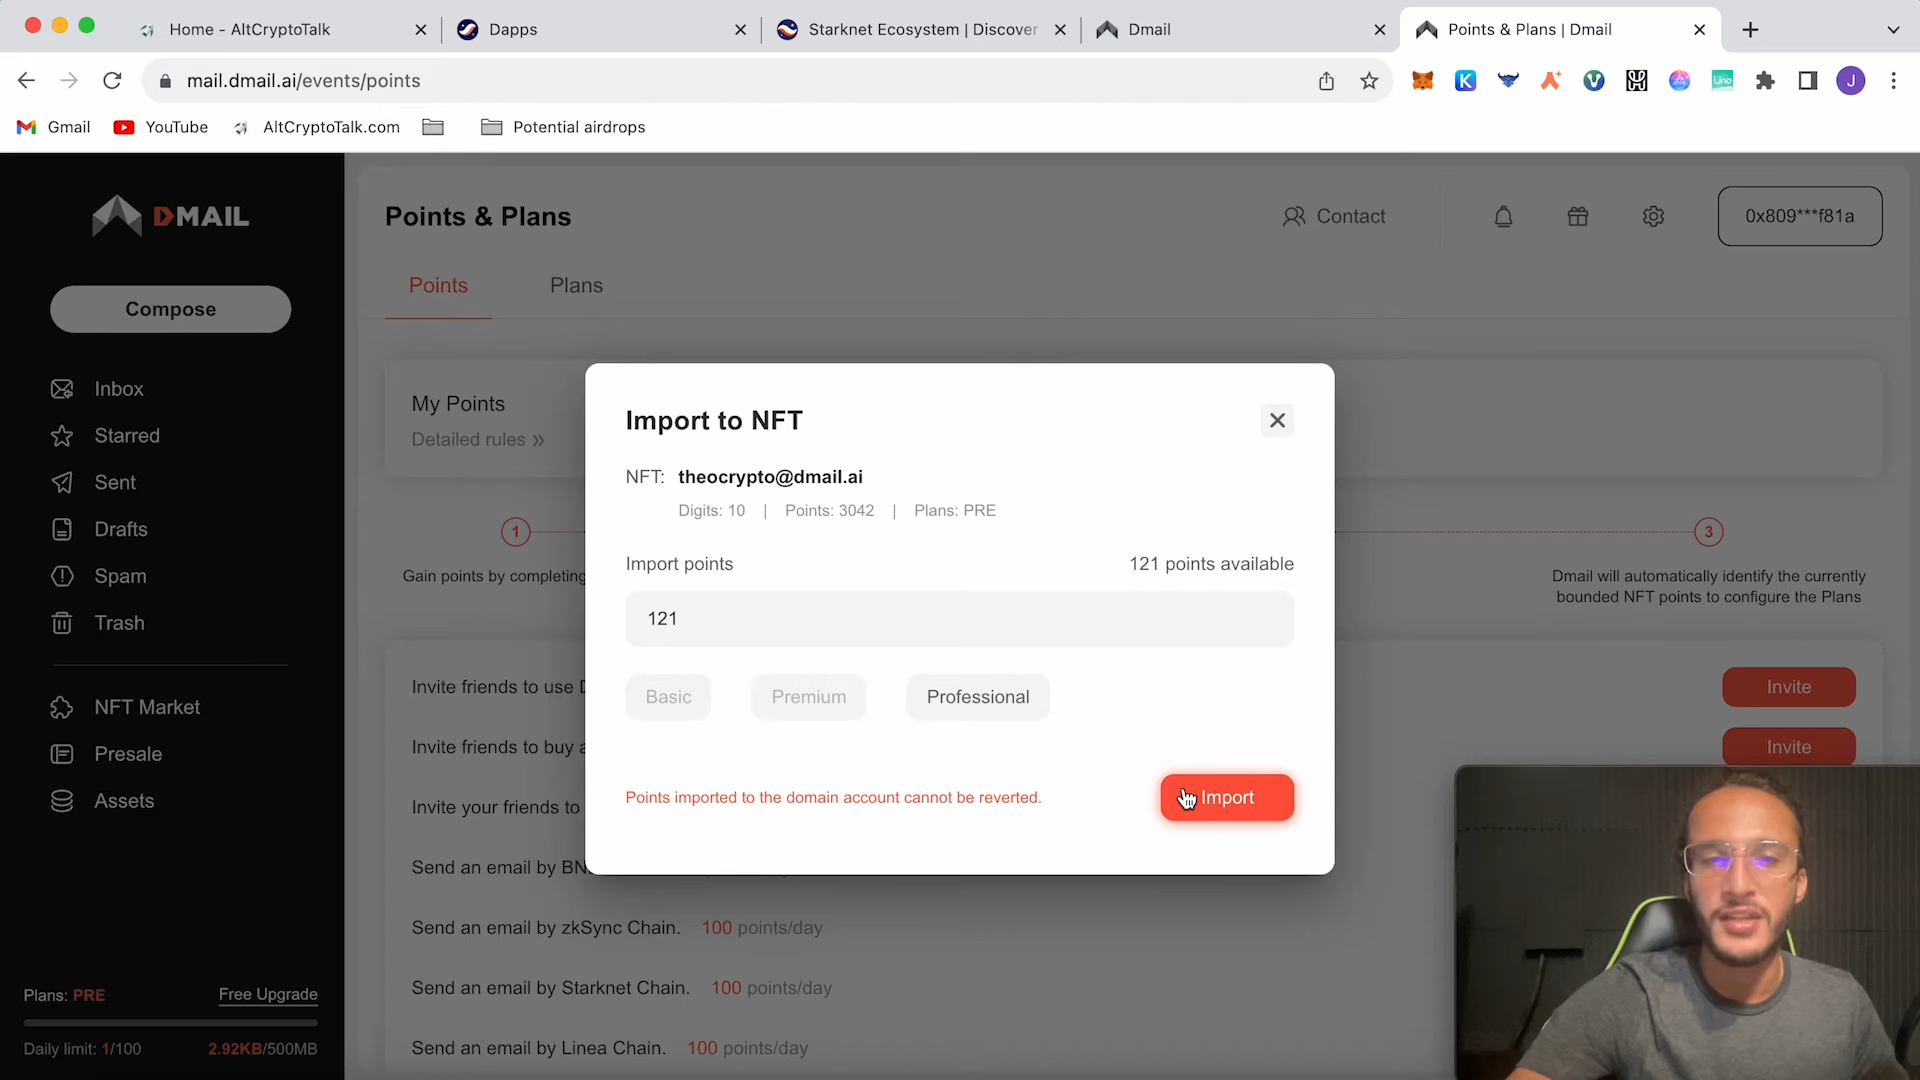 Home - AltCryptoTalk
Dapps
Starknet Ecosystem | Discover
Dmail
Points & Plans | Dmail
mail.dmail.ai/events/points
K
Lino
J
Gmail
YouTube
AltCryptoTalk.com
Potential airdrops
DMAIL
Compose
Inbox
Starred
Sent
Drafts
Spam
Trash
NFT Market
Presale
Assets
Plans: PRE
Free Upgrade
Daily limit: 1/100
2.92KB/500MB
Points & Plans
Contact
0x809***f81a
Points
Plans
My Points
Detailed rules »
1
Gain points by completing
3
Dmail will automatically identify the currently
bounded NFT points to configure the Plans
Import to NFT
NFT: theocrypto@dmail.ai
Digits: 10 | Points: 3042 | Plans: PRE
Import points
121 points available
121
Basic
Premium
Professional
Points imported to the domain account cannot be reverted.
Import
Invite friends to use
Invite
Invite friends to buy
Invite
Invite your friends to
Send an email by
Send an email by zkSync Chain. 100 points/day
Send an email by Starknet Chain. 100 points/day
Send an email by Linea Chain. 100 points/day